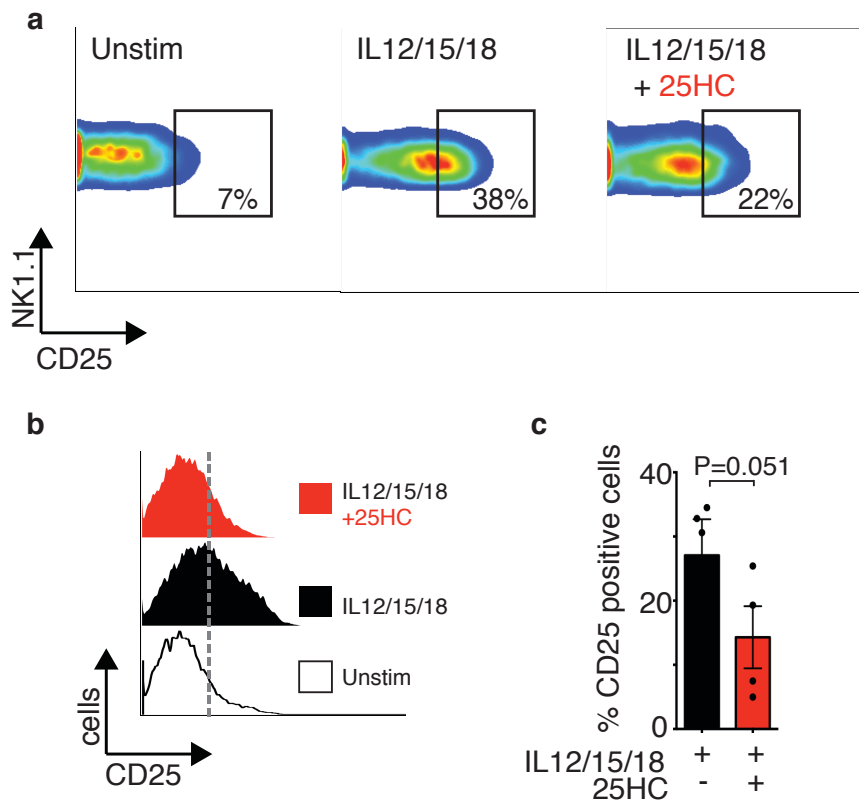 a
Unstim
IL12/15/18
IL12/15/18
+ 25HC
7%
38%
22%
NK1.1
CD25
b
IL12/15/18
+25HC
IL12/15/18
Unstim
cells
CD25
c
P=0.051
% CD25 positive cells
40
20
0
IL12/15/18 + +
25HC - +